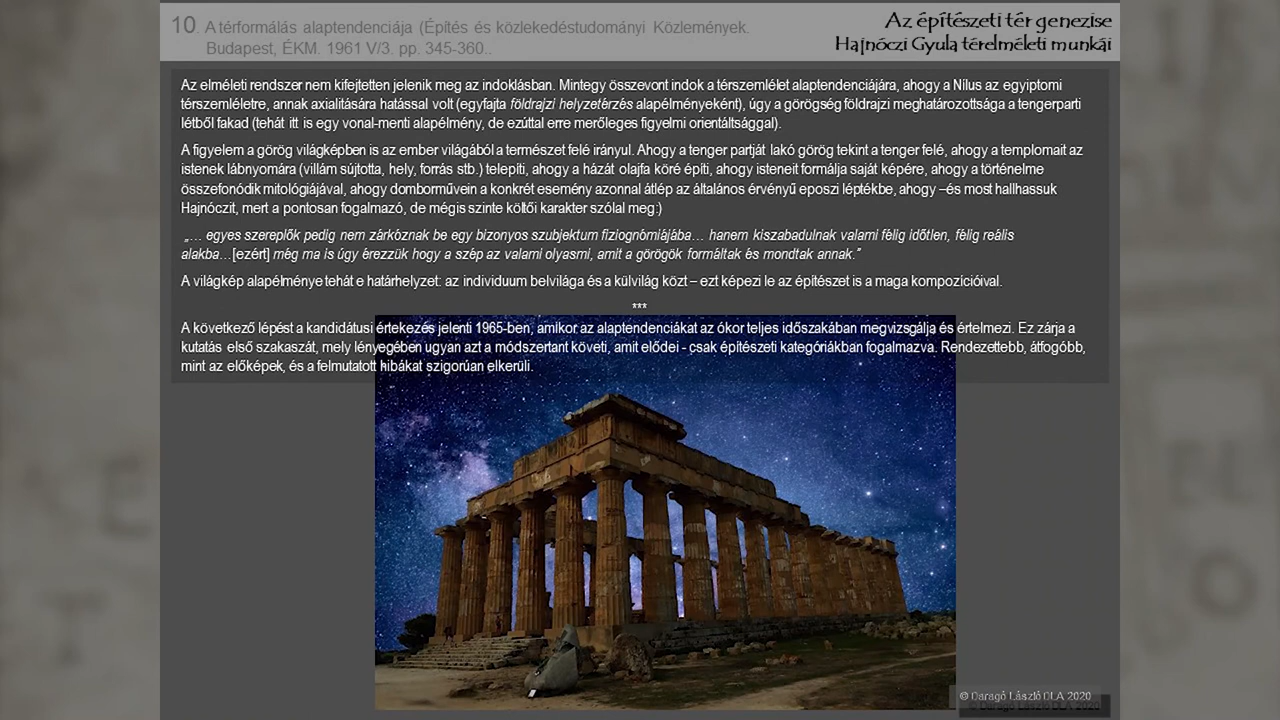 10. A térformálás alaptendenciája (Építés és közlekedéstudományi Közlemények.
Budapest, ÉKM. 1961 V/3. pp. 345-360..
Az építészeti tér genezise
Hajnóczi Gyula térelméleti munkái
Az elméleti rendszer nem kifejtetten jelenik meg az indoklásban. Mintegy összevont indok a térszemlélet alaptendenciájára, ahogy a Nílus az egyiptomi
térszemléletre, annak axialitására hatással volt (egyfajta földrajzi helyzetérzés alapélményeként), úgy a görögség földrajzi meghatározottsága a tengerparti
létből fakad (tehát itt is egy vonal-menti alapélmény, de ezúttal erre merőleges figyelmi orientáltsággal).
A figyelem a görög világképben is az ember világából a természet felé irányul. Ahogy a tenger partját lakó görög tekint a tenger felé, ahogy a templomait az
istenek lábnyomára (villám sújtotta, hely, forrás stb.) telepíti, ahogy a házát olajfa köré építi, ahogy isteneit formálja saját képére, ahogy a történelme
összefonódik mitológiájával, ahogy domborművein a konkrét esemény azonnal átlép az általános érvényű eposzi léptékbe, ahogy –és most hallhassuk
Hajnóczit, mert a pontosan fogalmazó, de mégis szinte költői karakter szólal meg:)
„… egyes szereplők pedig nem zárkóznak be egy bizonyos szubjektum fiziognómiájába… hanem kiszabadulnak valami félig időtlen, félig reális
alakba…[ezért] még ma is úgy érezzük hogy a szép az valami olyasmi, amit a görögök formáltak és mondtak annak.”
A világkép alapélménye tehát e határhelyzet: az individuum belvilága és a külvilág közt – ezt képezi le az építészet is a maga kompozícióival.
***
A következő lépést a kandidátusi értekezés jelenti 1965-ben, amikor az alaptendenciákat az ókor teljes időszakában megvizsgálja és értelmezi. Ez zárja a
kutatás első szakaszát, mely lényegében ugyan azt a módszertant követi, amit elődei - csak építészeti kategóriákban fogalmazva. Rendezettebb, átfogóbb,
mint az előképek, és a felmutatott hibákat szigorúan elkerüli.
© Daragó László DLA 2020